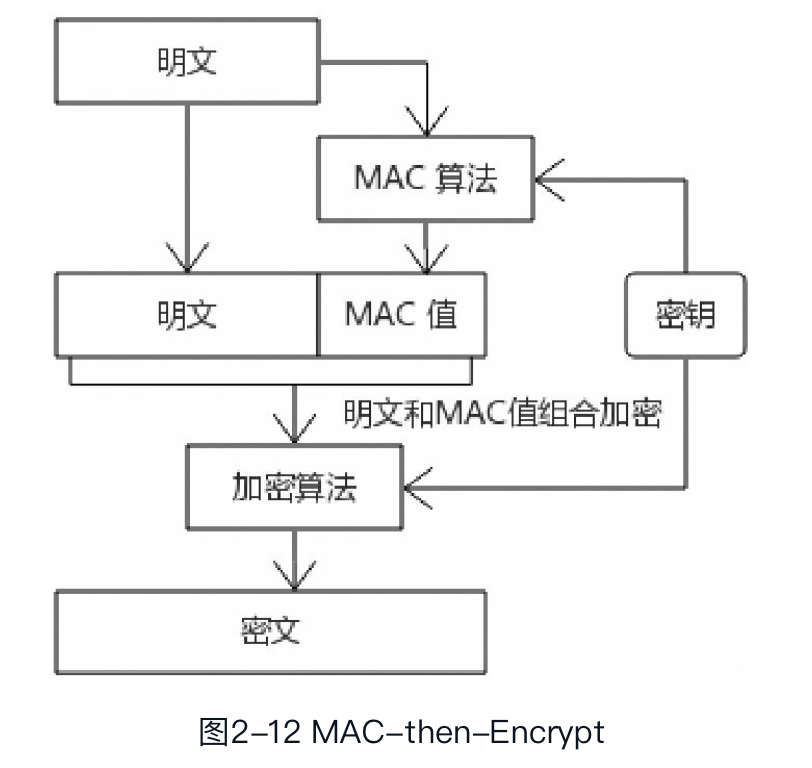 明文
MAC 算法
明文
MAC 值
密钥
明文和MAC值组合加密
加密算法
密文
图2-12 MAC-then-Encrypt